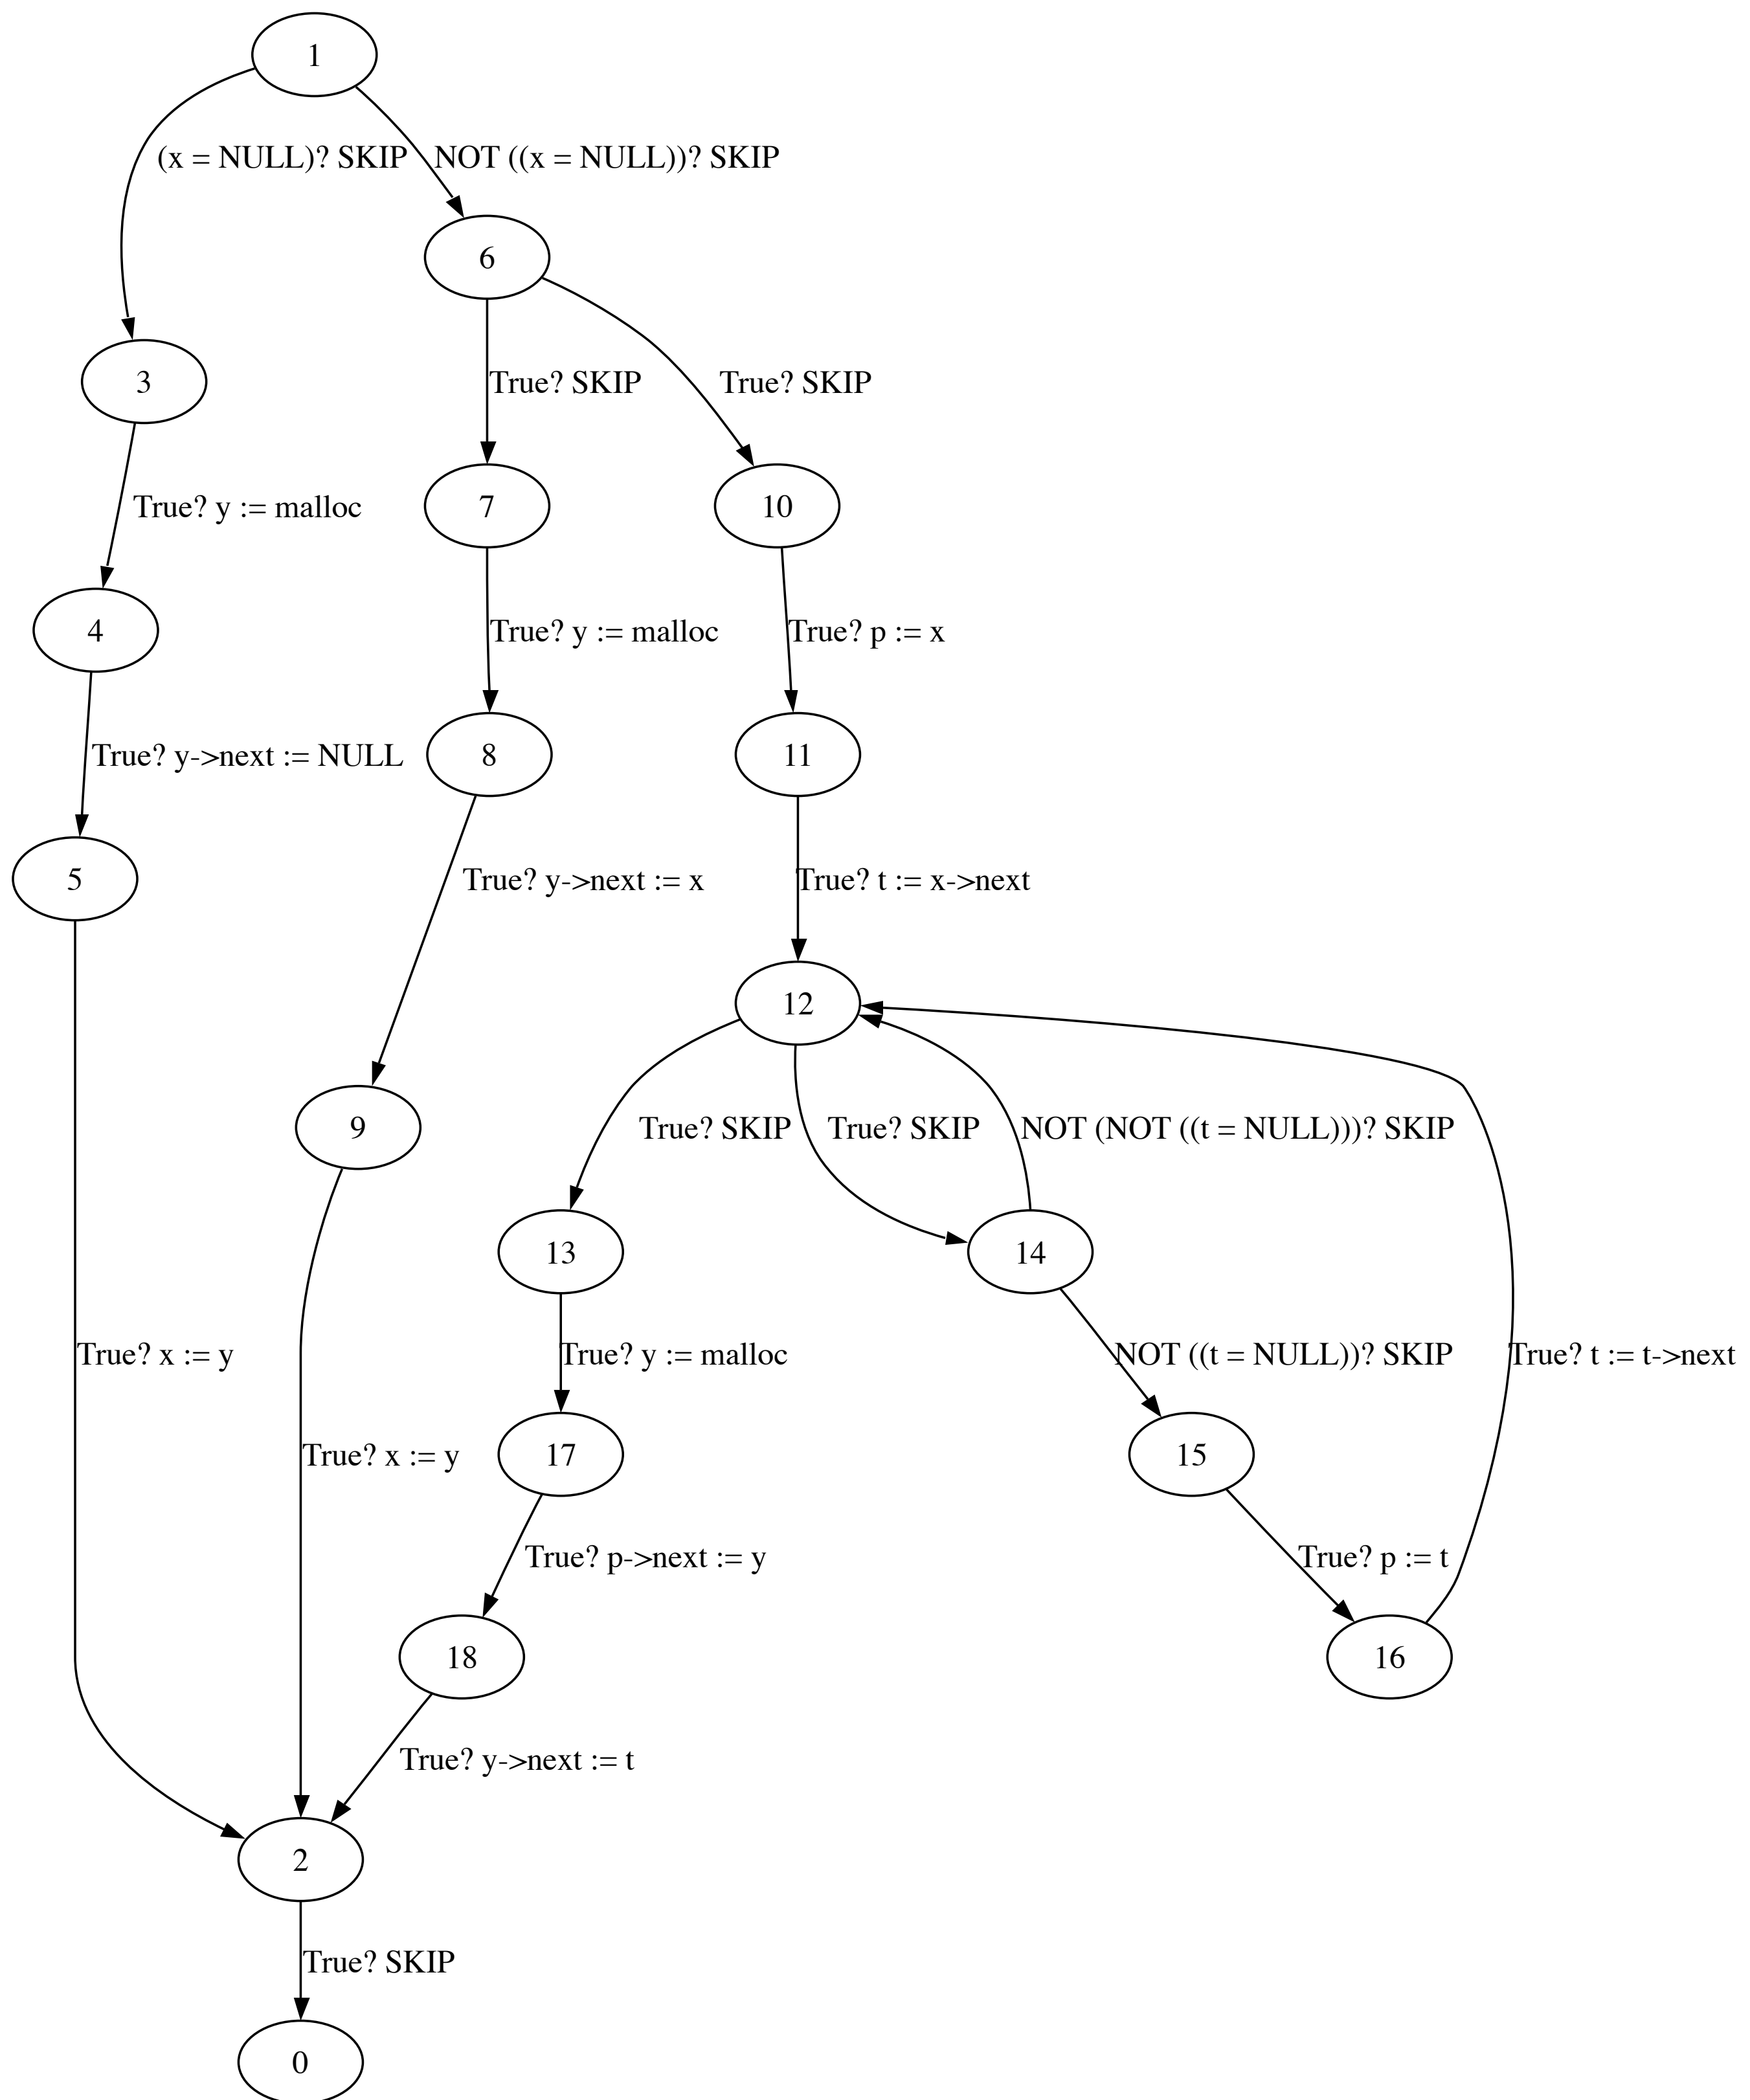 1
(x = NULL)? SKIP
NOT ((x = NULL))? SKIP
6
3
True? SKIP
True? SKIP
True? y := malloc
7
10
4
True? y := malloc
True? p := x
True? y->next := NULL
8
11
5
True? y->next := x
True? t := x->next
12
9
True? SKIP
True? SKIP
NOT (NOT ((t = NULL)))? SKIP
13
14
True? x := y
True? y := malloc
NOT ((t = NULL))? SKIP
True? t := t->next
True? x := y
17
15
True? p->next := y
True? p := t
18
16
True? y->next := t
2
True? SKIP
0